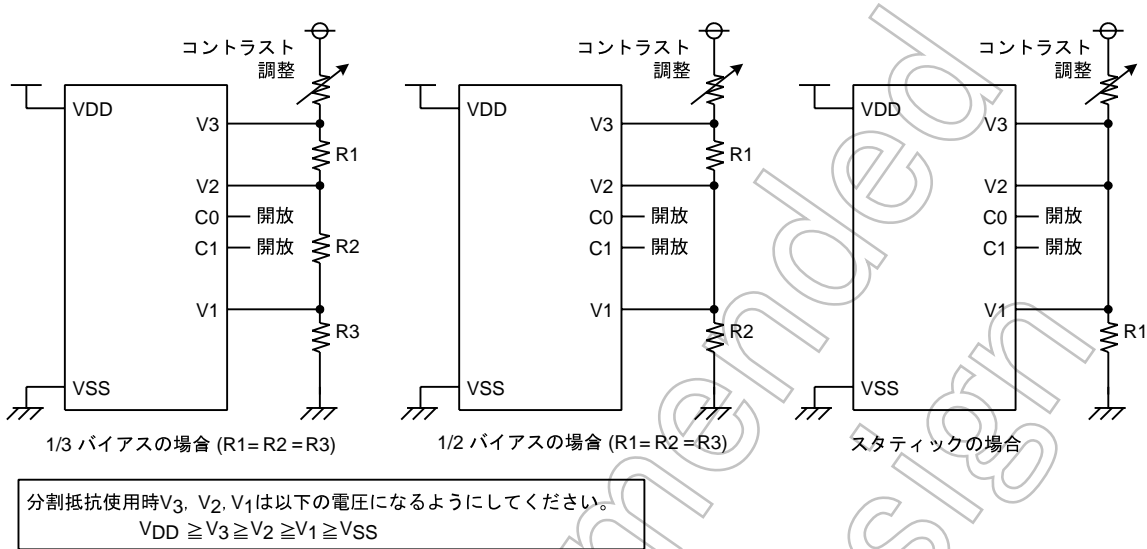 コントラスト
調整
VDD
V3
R1
V2
C0 開放
C1 開放
R2
V1
R3
VSS
1/3 バイアスの場合 (R1= R2 =R3)
コントラスト
調整
VDD
V3
R1
V2
C0 開放
C1 開放
V1
R2
VSS
1/2 バイアスの場合 (R1= R2 =R3)
コントラスト
調整
VDD
V3
V2
C0 開放
C1 開放
V1
R1
VSS
スタティックの場合
分割抵抗使用時V3, V2, V1は以下の電圧になるようにしてください。
VDD ≧V3≧V2 ≧V1≧VSS
mended
sign